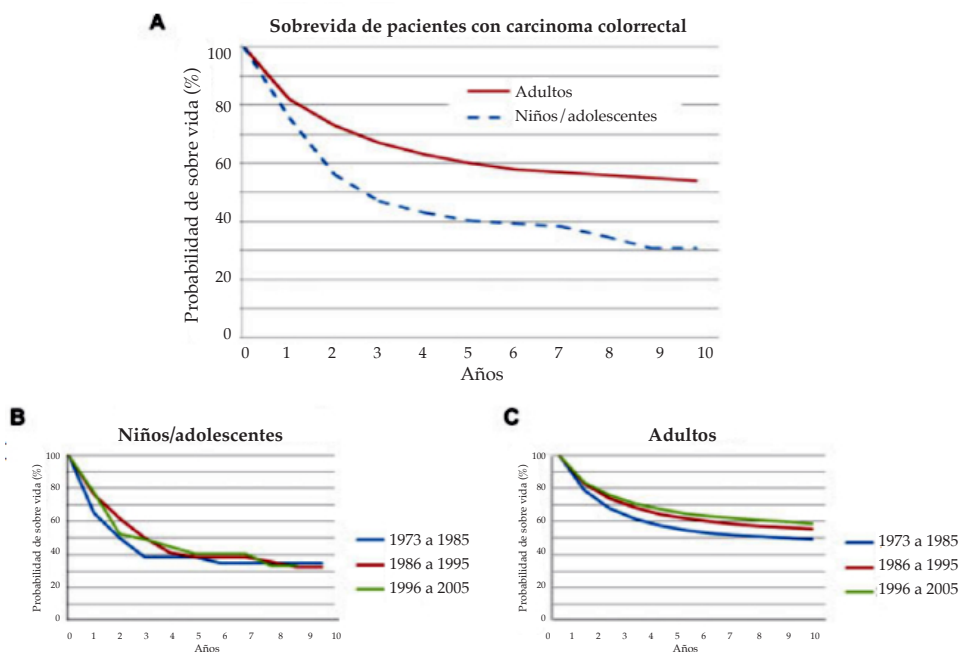 A
Sobrevida de pacientes con carcinoma colorrectal
Probabilidad de sobre vida (%)
100
80
60
40
20
0
Adultos
Niños/adolescentes
0 1 2 3 4 5 6 7 8 9 10
Años
B
Niños/adolescentes
Probabilidad de sobre vida (%)
100
80
60
40
20
0
0 1 2 3 4 5 6 7 8 9 10
Años
1973 a 1985
1986 a 1995
1996 a 2005
C
Adultos
Probabilidad de sobre vida (%)
100
80
60
40
20
0
0 1 2 3 4 5 6 7 8 9 10
Años
1973 a 1985
1986 a 1995
1996 a 2005